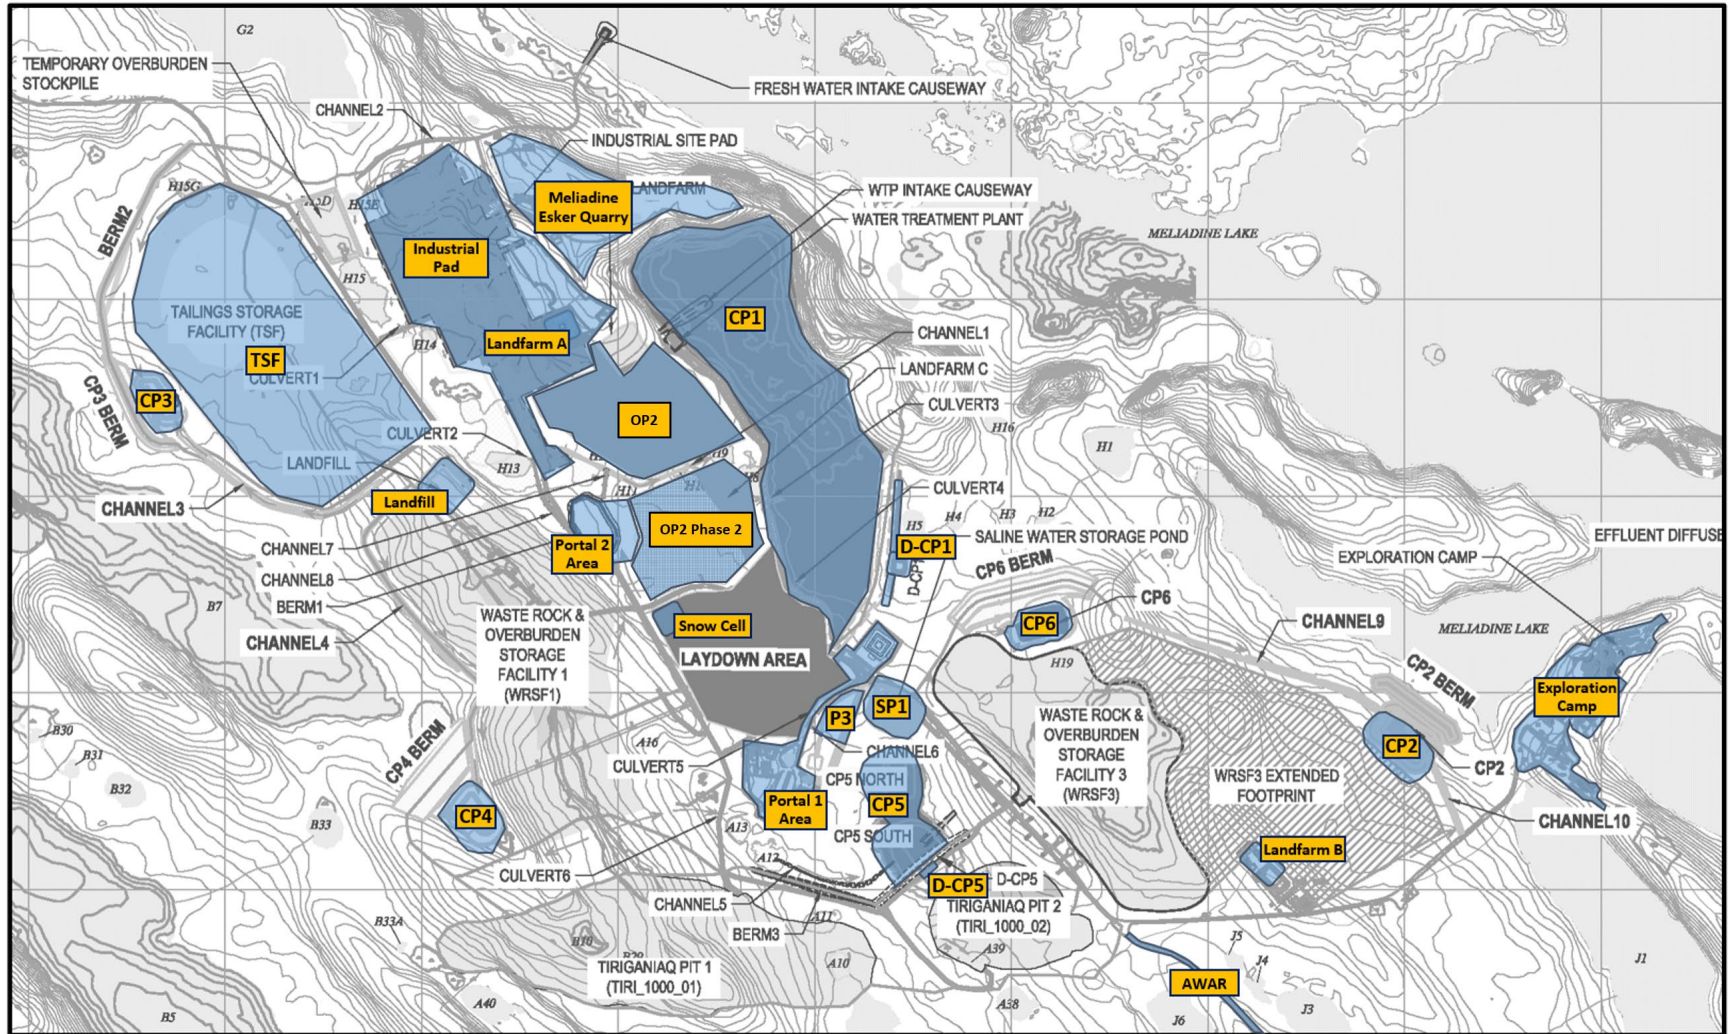 G2
TEMPORARY OVERBURDEN
STOCKPILE
FRESH WATER INTAKE CAUSEWAY
CHANNEL2
INDUSTRIAL SITE PAD
H15G
H15E
Meliadine
Esker Quarry
LANDFARM
WTP INTAKE CAUSEWAY
WATER TREATMENT PLANT
BERM2
MELIADINE LAKE
Industrial
Pad
H15
TAILINGS STORAGE
FACILITY (TSF)
TSF
CP1
H14
Landfarm A
CHANNEL1
CULVERT1
LANDFARM C
CP3
CP3 BERM
CULVERT3
OP2
CULVERT2
H16
H1
H9
LANDFILL
H13
Landfill
CHANNEL3
CULVERT4
H11
OP2 Phase 2
H5
H4
H3
H2
EFFLUENT DIFFUSE
SALINE WATER STORAGE POND
D-CP1
CHANNEL7
Portal 2
Area
CP6 BERM
EXPLORATION CAMP
CHANNEL8
BERM1
B7
CP6
CP6
WASTE ROCK &
OVERBURDEN
STORAGE
FACILITY 1
(WRSF1)
Snow Cell
CHANNEL9
MELIADINE LAKE
CHANNEL4
LAYDOWN AREA
H19
CP2 BERM
Exploration
Camp
SP1
P3
WASTE ROCK &
OVERBURDEN
STORAGE
FACILITY 3
(WRSF3)
B30
B31
A16
CP2
CHANNEL6
CP4 BERM
CULVERT5
CP2
CP5 NORTH
WRSF3 EXTENDED
FOOTPRINT
B32
Portal 1
Area
CP5
CP4
B33
A13
CP5 SOUTH
CHANNEL10
Landfarm B
A12
CULVERT6
D-CP5
D-CP5
CHANNEL5
A11
TIRIGANIAQ PIT 2
(TIRI_1000_02)
B33A
BERM3
B10
A39
J5
B29
J4
J1
TIRIGANIAQ PIT 1
(TIRI_1000_01)
A10
AWAR
A40
A38
J3
B5
J6